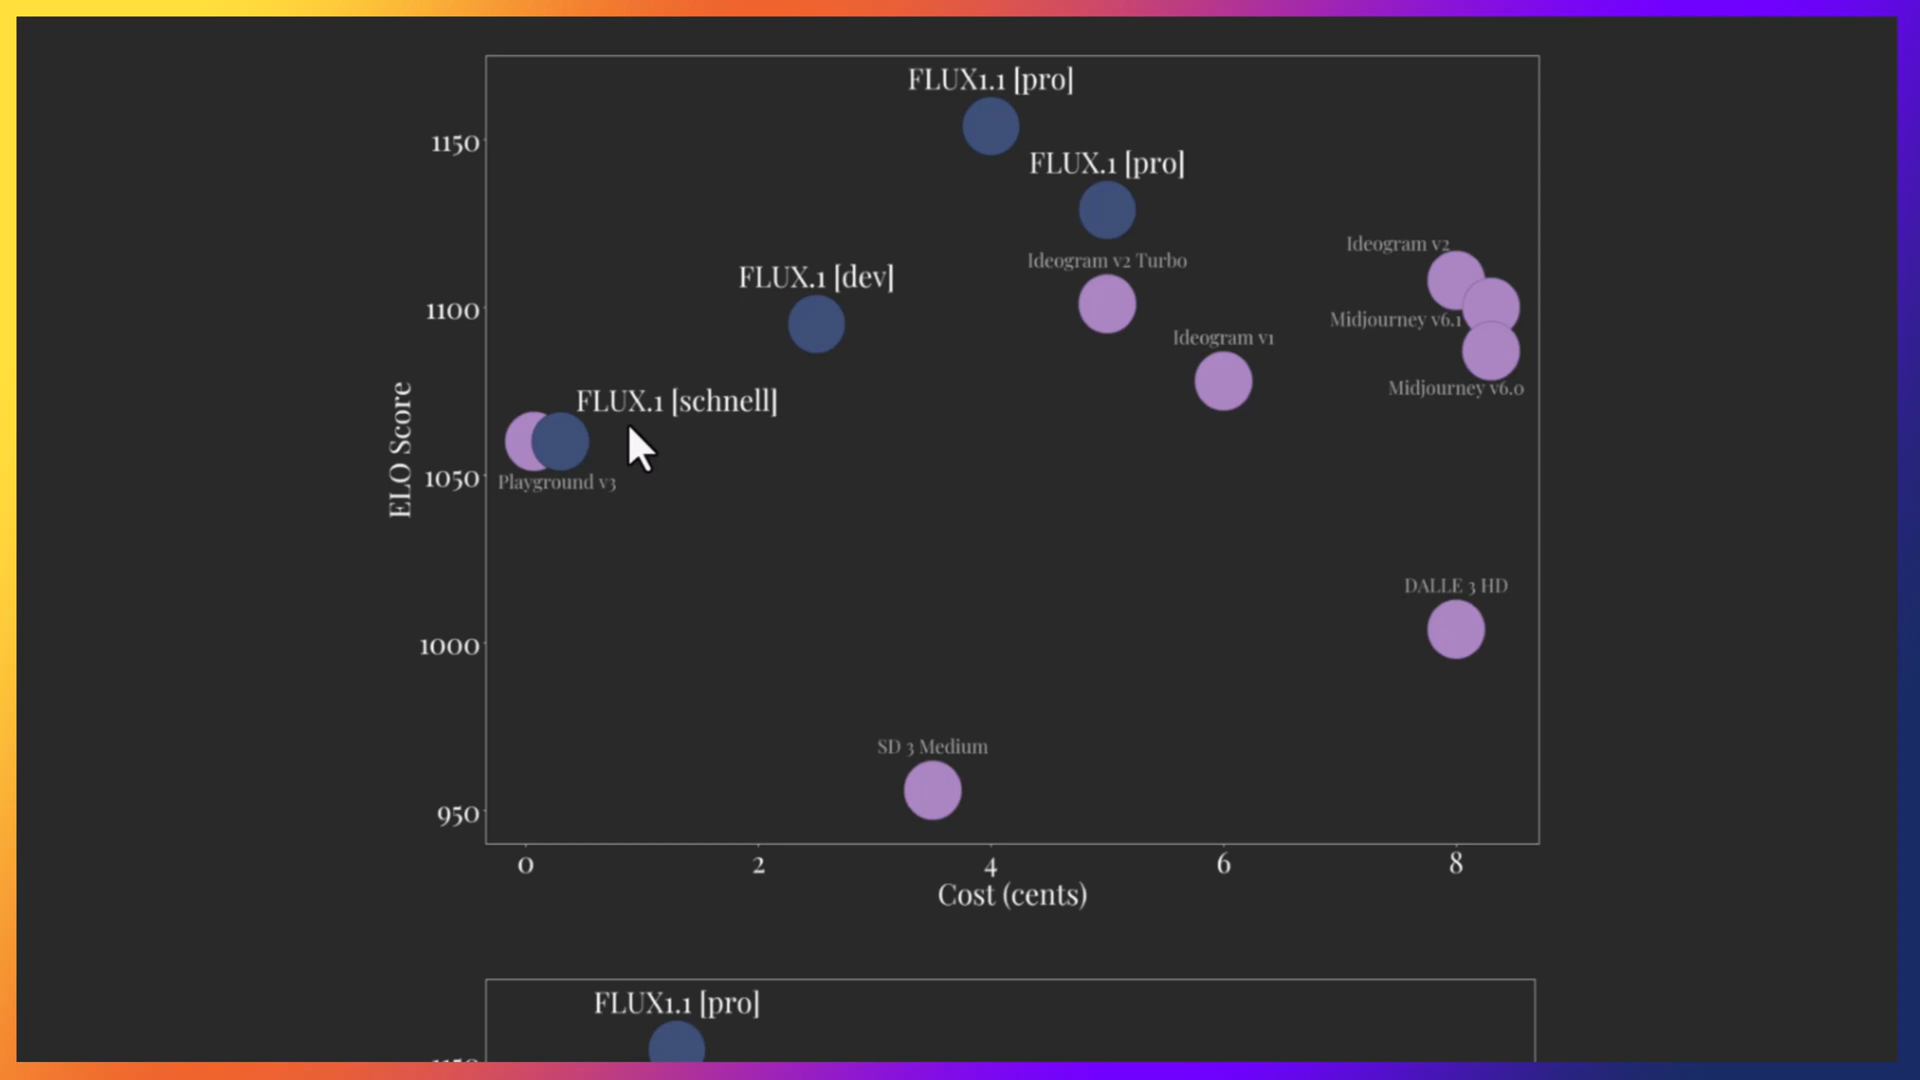 FLUX1.1 [pro]
1150
FLUX.1 [pro]
Ideogram v2
Ideogram v2 Turbo
FLUX.1 [dev]
1100
Midjourney v6.1
Ideogram v1
Midjourney v6.0
FLUX.1 [schnell]
ELO Score
1050
Playground v3
DALLE 3 HD
1000
SD 3 Medium
950
0 2 4 6 8
Cost (cents)
FLUX1.1 [pro]